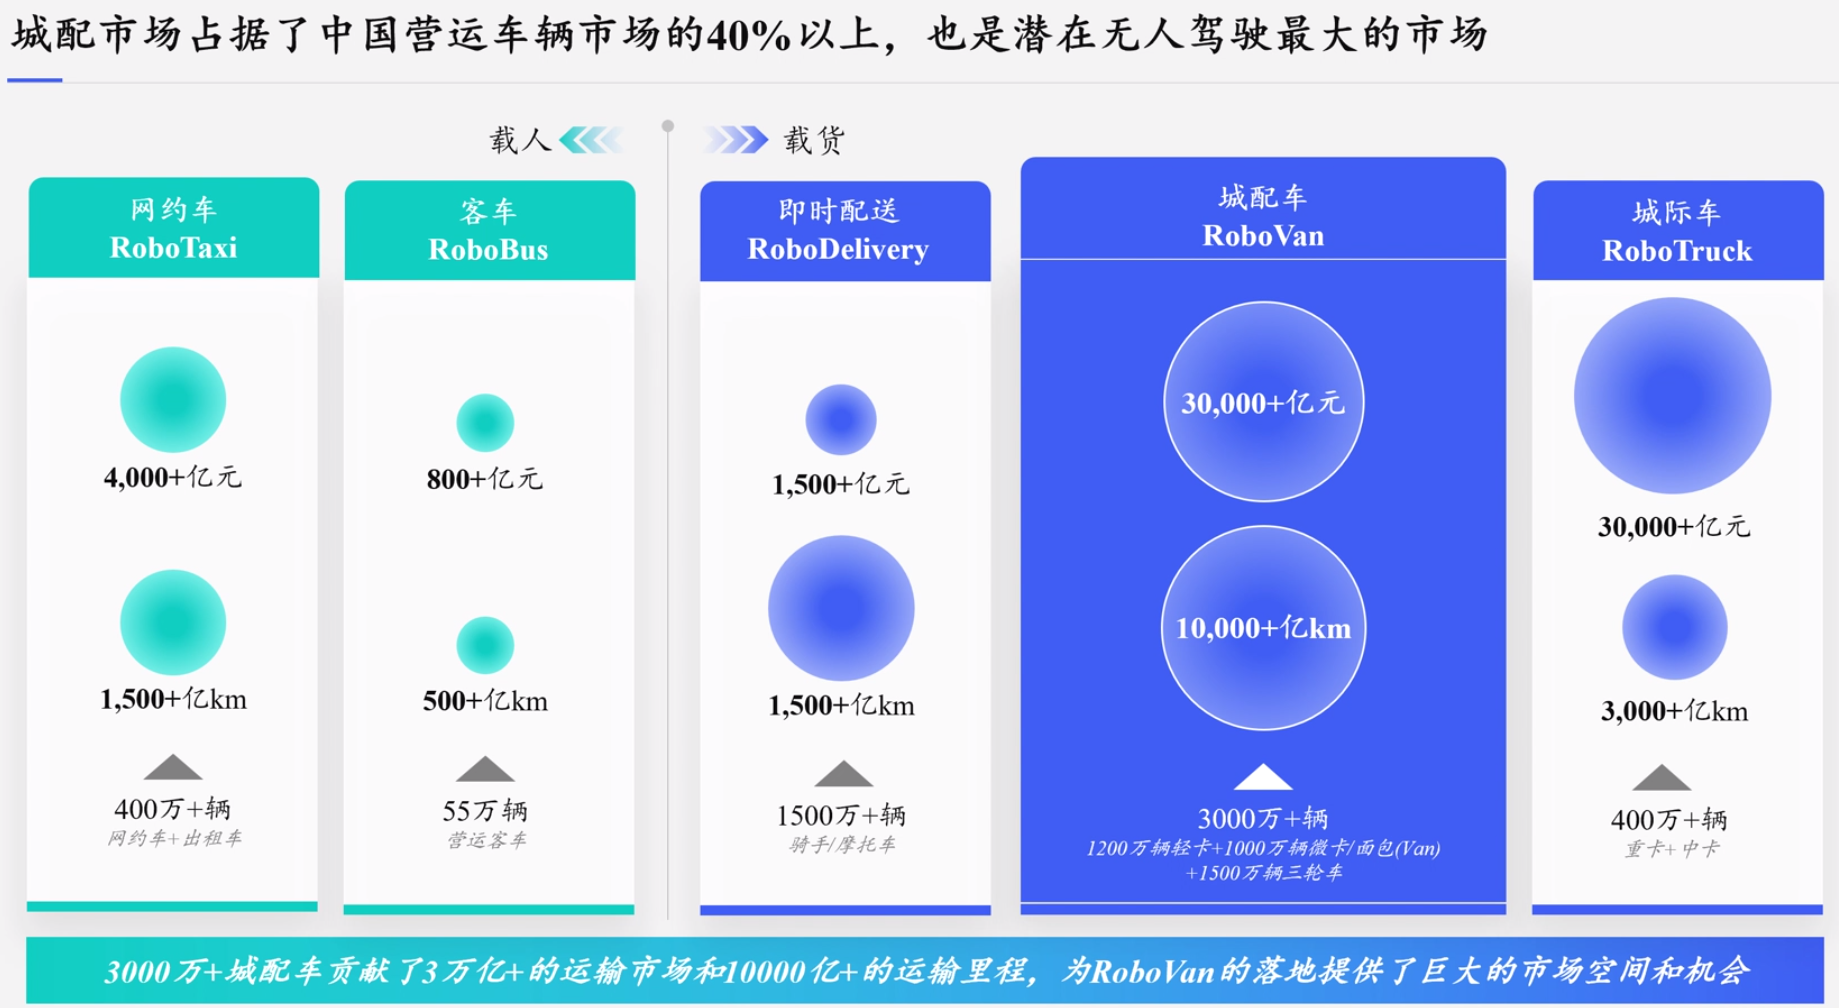 城配市场占据了中国营运车辆市场的40%以上，也是潜在无人驾驶最大的市场
载人
载货
网约车
RoboTaxi
4,000+亿元
1,500+亿km
400万+辆
网约车+出租车
客车
RoboBus
800+亿元
500+亿km
55万辆
营运客车
即时配送
RoboDelivery
1,500+亿元
1,500+亿km
1500万+辆
骑手/摩托车
城配车
RoboVan
30,000+亿元
10,000+亿km
3000万+辆
1200万辆轻卡+1000万辆微卡/面包(Van)
+1500万辆三轮车
城际车
RoboTruck
30,000+亿元
3,000+亿km
400万+辆
重卡+中卡
3000万+城配车贡献了3万亿+的运输市场和10000亿+的运输里程，为RoboVan的落地提供了巨大的市场空间和机会